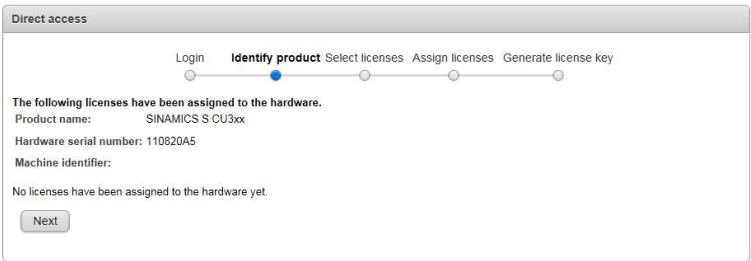 Direct access
Login Identify product Select licenses Assign licenses Generate license key
The following licenses have been assigned to the hardware.
Product name: SINAMICS S CU3xx
Hardware serial number: 110820A5
Machine identifier:
No licenses have been assigned to the hardware yet.
Next